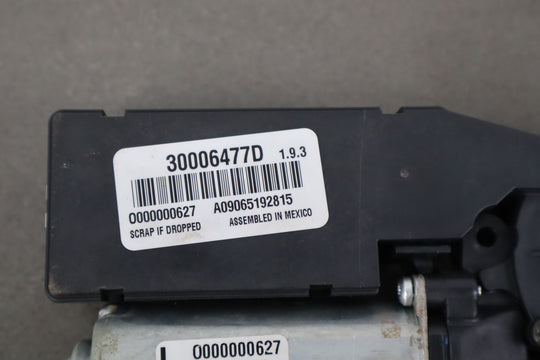 30006477D 1.9.3
0000000627 A09065192815
SCRAP IF DROPPED ASSEMBLED IN MEXICO
0000000627